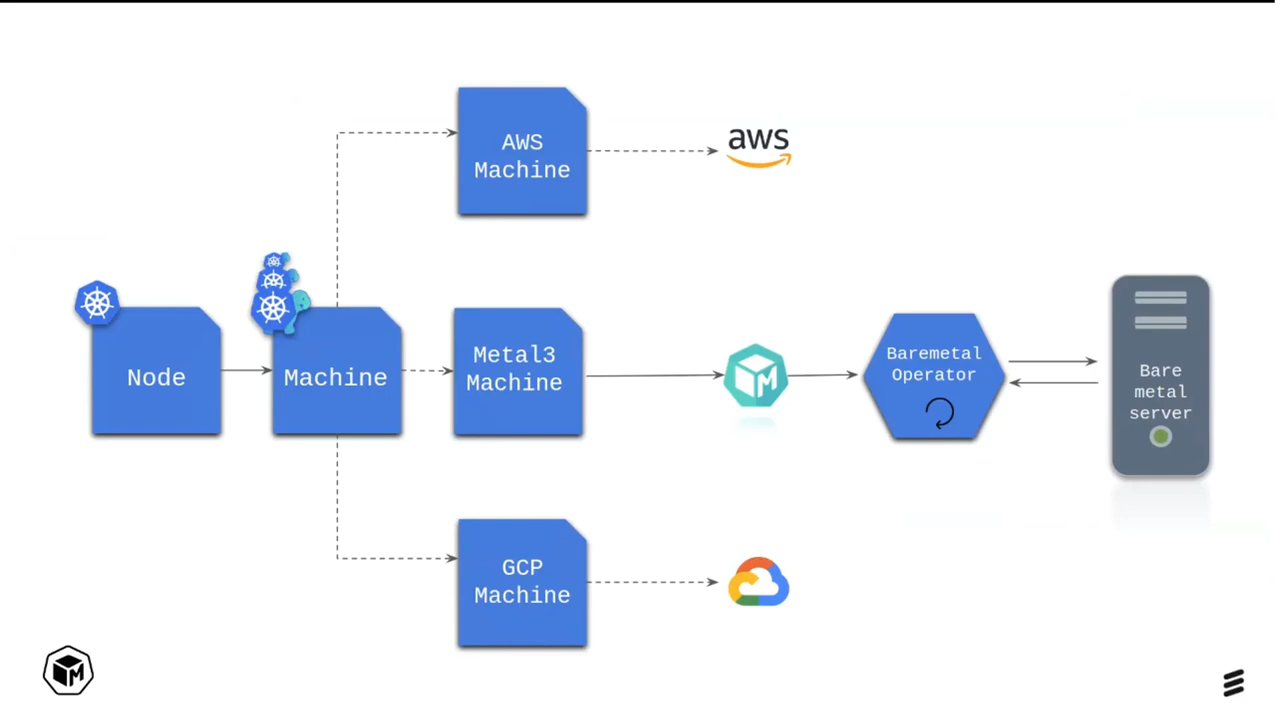 AWS
Machine
aws
Node
Machine
Metal3
Machine
M
Baremetal
Operator
Bare
metal
server
GCP
Machine
M